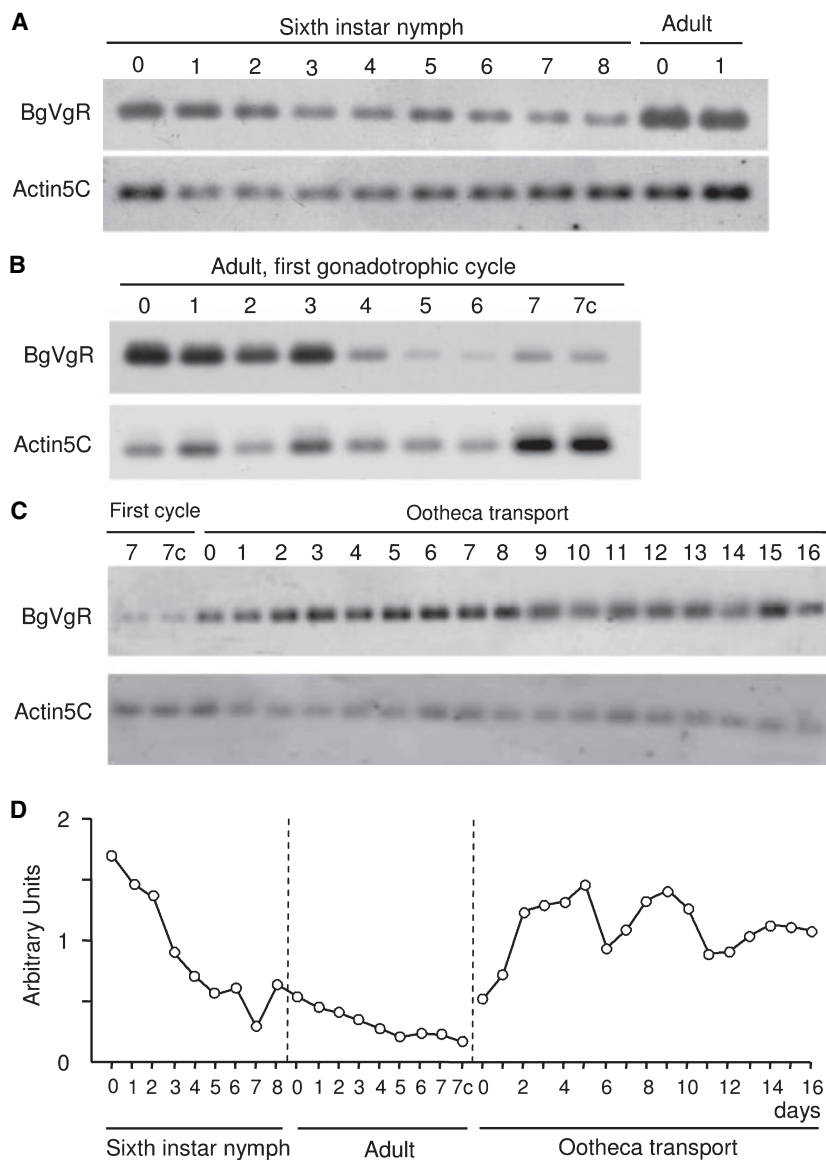 A
Sixth instar nymph Adult
0 1 2 3 4 5 6 7 8 0 1
BgVgR
Actin5C
B
Adult, first gonadotrophic cycle
0 1 2 3 4 5 6 7 7c
BgVgR
Actin5C
C
First cycle Ootheca transport
7 7c 0 1 2 3 4 5 6 7 8 9 10 11 12 13 14 15 16
BgVgR
Actin5C
D
2
1
0
Arbitrary Units
0 1 2 3 4 5 6 7 8 0 1 2 3 4 5 6 7 7c 0 2 4 6 8 10 12 14 16
days
Sixth instar nymph Adult Ootheca transport